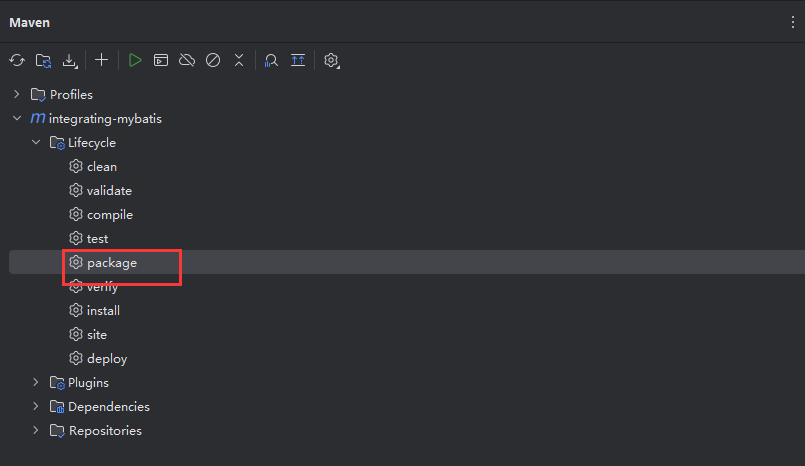 Maven
Profiles
integrating-mybatis
Lifecycle
clean
validate
compile
test
package
verify
install
site
deploy
Plugins
Dependencies
Repositories